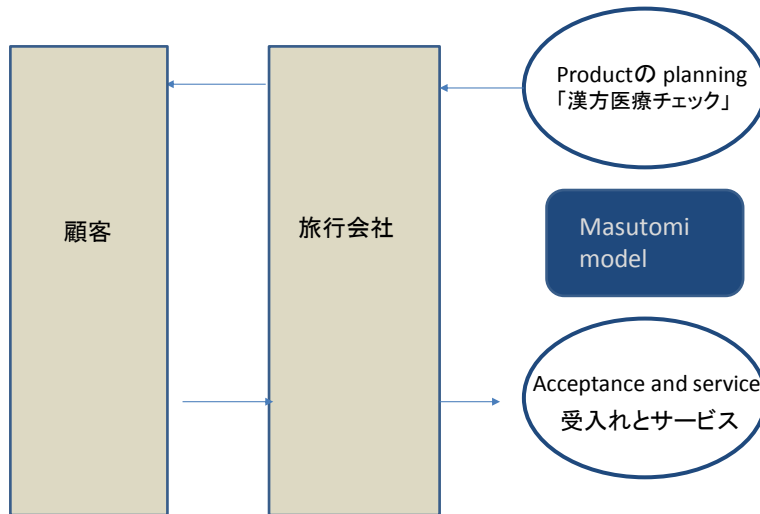 Productの planning
「漢方医療チェック」
顧客
旅行会社
Masutomi
model
Acceptance and service
受入れとサービス